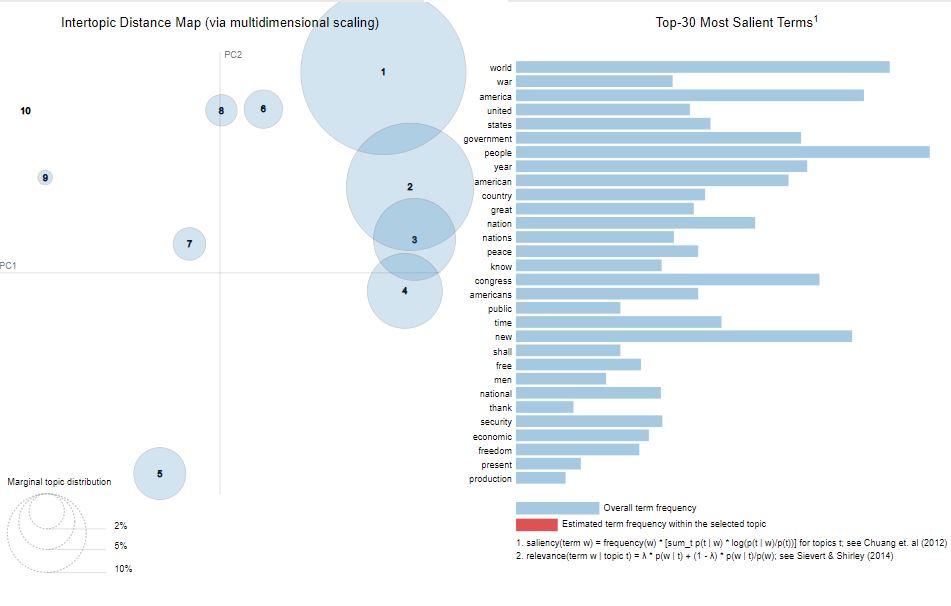 Intertopic Distance Map (via multidimensional scaling)
PC2
1
10
8
6
9
2
7
3
PC1
4
5
Marginal topic distribution
2%
5%
10%
Top-30 Most Salient Terms1
world
war
america
united
states
government
people
year
american
country
great
nation
nations
peace
know
congress
americans
public
time
new
shall
free
men
national
thank
security
economic
freedom
present
production
Overall term frequency
Estimated term frequency within the selected topic
1. saliency(term w) = frequency(w) * [sum_t p(t | w) * log(p(t | w)/p(t))] for topics t; see Chuang et. al (2012)
2. relevance(term w | topic t) = λ * p(w | t) + (1 - λ) * p(w | t)/p(w); see Sievert & Shirley (2014)